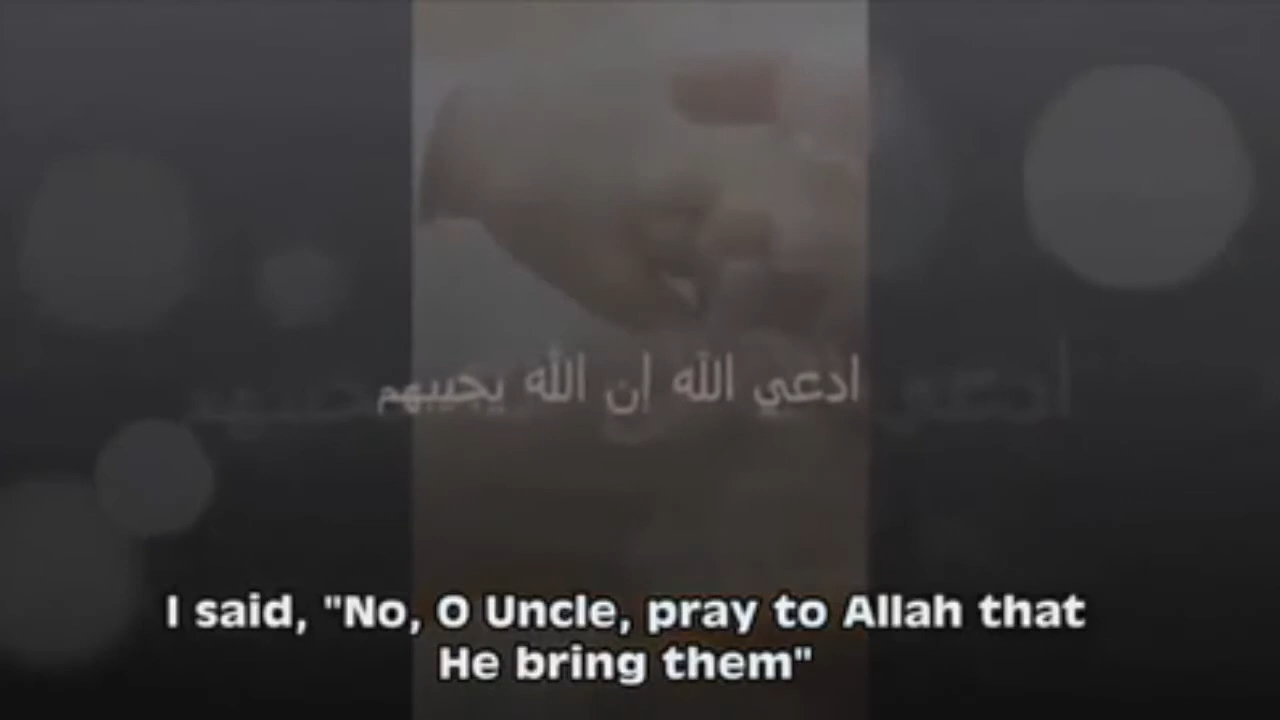 ادعي الله إن الله يجيبهم
I said, "No, O Uncle, pray to Allah that
He bring them"